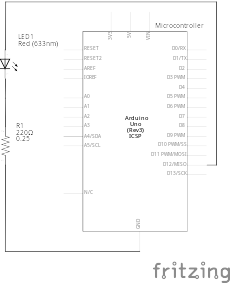 Microcontroller
3V3
5V
VIN
LED1
Red (633nm)
RESET
RESET2
AREF
IOREF
A0
A1
A2
A3
A4/SDA
A5/SCL
N/C
Arduino
Uno
(Rev3)
ICSP
D0/RX
D1/TX
D2
D3 PWM
D4
D5 PWM
D6 PWM
D7
D8
D9 PWM
D10 PWM/SS
D11 PWM/MOSI
D12/MISO
D13/SCK
R1
220Ω
0.25
GND
fritzing